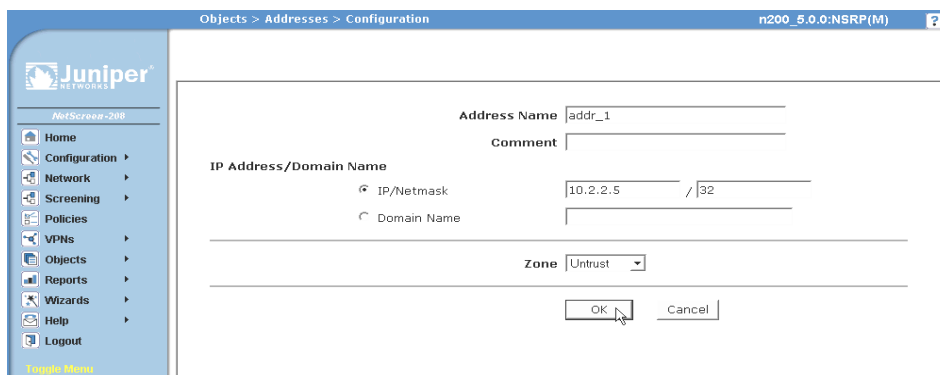 Objects > Addresses > Configuration
n200_5.0.0:NSRP(M)
?
Juniper®
NETWORKS
NetScreen-208
Home
Configuration
Network
Screening
Policies
VPNs
Objects
Reports
Wizards
Help
Logout
Toggle Menu
Address Name addr_1
Comment
IP Address/Domain Name
IP/Netmask 10.2.2.5 / 32
Domain Name
Zone Untrust
OK Cancel